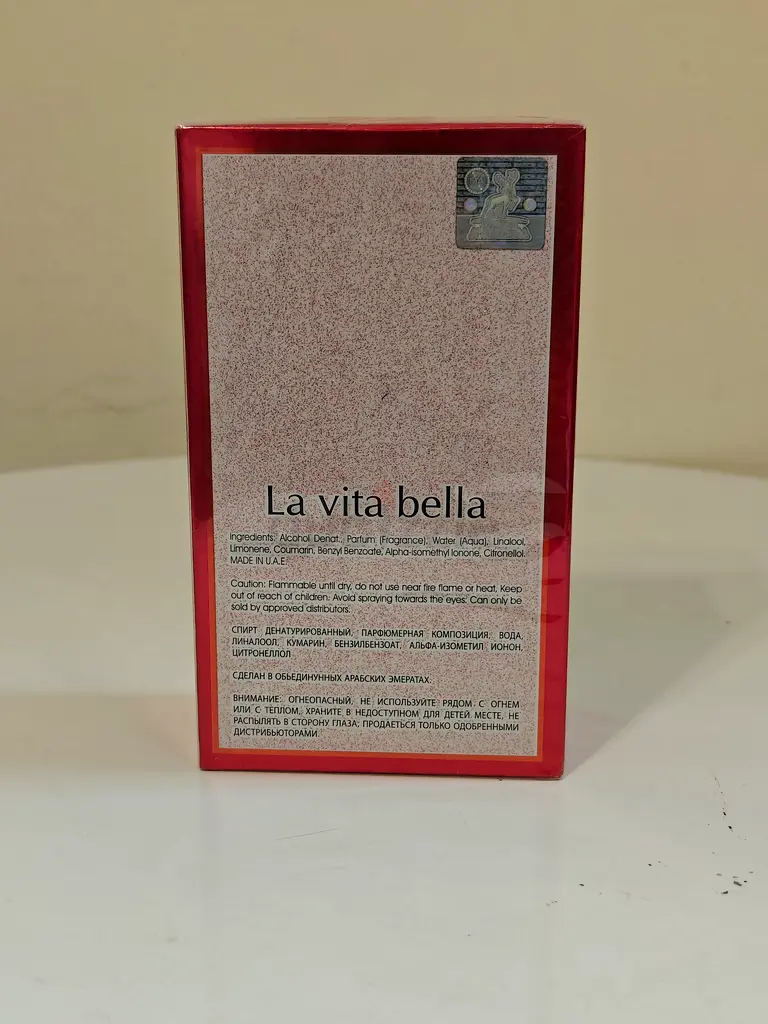 La vita bella
Ingredients: Alcohol Denat., Parfum (Fragrance), Water (Aqua), Linalool,
Limonene, Coumarin, Benzyl Benzoate, Alpha-isomethyl Ionone, Citronellol.
MADE IN U.A.E.
Caution: Flammable until dry, do not use near fire flame or heat. Keep
out of reach of children. Avoid spraying towards the eyes. Can only be
sold by approved distributors.
СПИРТ ДЕНАТУРИРОВАННЫЙ, ПАРФЮМЕРНАЯ КОМПОЗИЦИЯ, ВОДА,
ЛИНАЛООЛ, КУМАРИН, БЕНЗИЛБЕНЗОАТ, АЛЬФА-ИЗОМЕТИЛ ИОНОН,
ЦИТРОНЕЛЛОЛ
СДЕЛАН В ОБЬЕДИНУННЫХ АРАБСКИХ ЭМЕРАТАХ.
ВНИМАНИЕ: ОГНЕОПАСНЫЙ, НЕ ИСПОЛЬЗУЙТЕ РЯДОМ С ОГНЕМ
ИЛИ С ТЕПЛОМ, ХРАНИТЕ В НЕДОСТУПНОМ ДЛЯ ДЕТЕЙ МЕСТЕ, НЕ
РАСПЫЛЯТЬ В СТОРОНУ ГЛАЗА; ПРОДАЕТЬСЯ ТОЛЬКО ОДОБРЕННЫМИ
ДИСТРИБЬЮТОРАМИ.